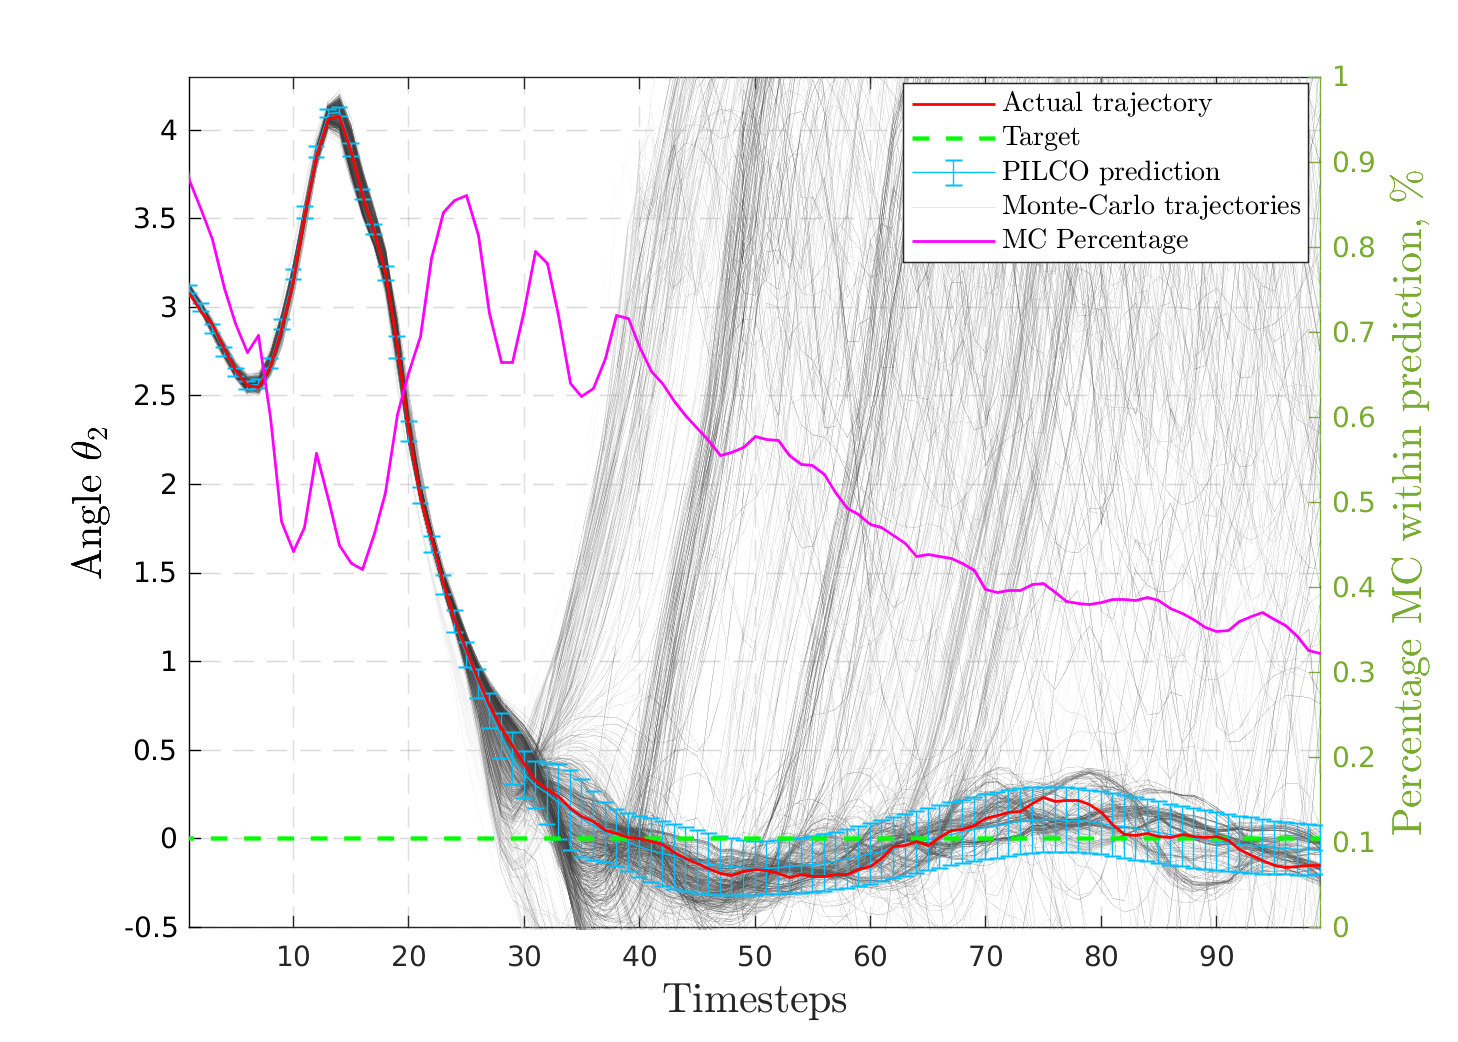 Actual trajectory
Target
PILCO prediction
Monte-Carlo trajectories
MC Percentage
4
3.5
3
2.5
2
1.5
1
0.5
0
-0.5
Angle θ₂
10 20 30 40 50 60 70 80 90
Timesteps
1
0.9
0.8
0.7
0.6
0.5
0.4
0.3
0.2
0.1
0
Percentage MC within prediction, %